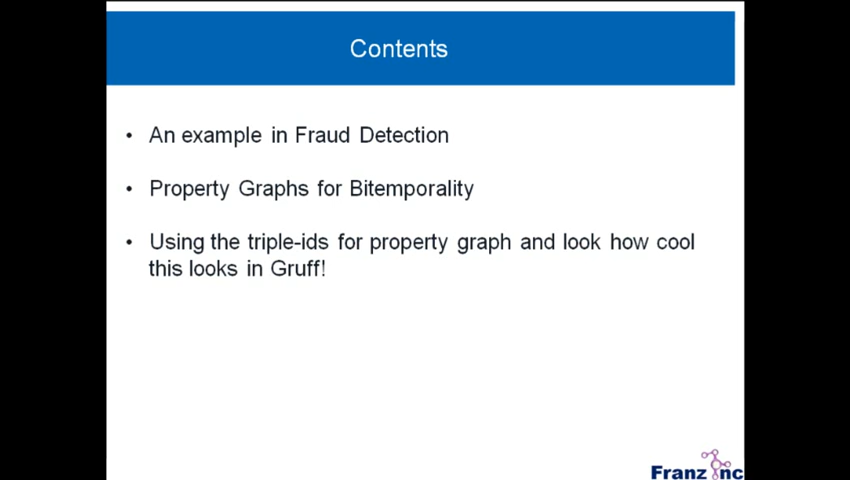 Contents
• An example in Fraud Detection
• Property Graphs for Bitemporality
• Using the triple-ids for property graph and look how cool
this looks in Gruff!
Franz Inc